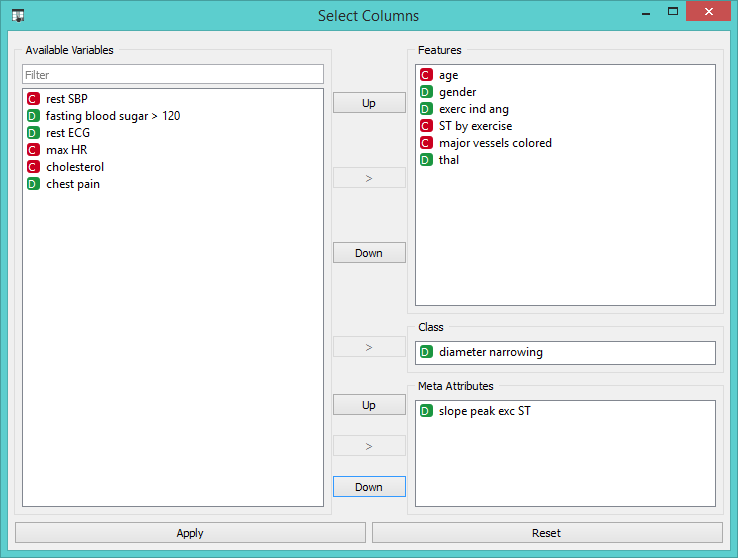 Select Columns
Available Variables
Filter
C rest SBP
D fasting blood sugar > 120
D rest ECG
C max HR
C cholesterol
D chest pain
Up
>
Down
>
Up
>
Down
Features
C age
D gender
D exerc ind ang
C ST by exercise
C major vessels colored
D thal
Class
D diameter narrowing
Meta Attributes
D slope peak exc ST
Apply
Reset